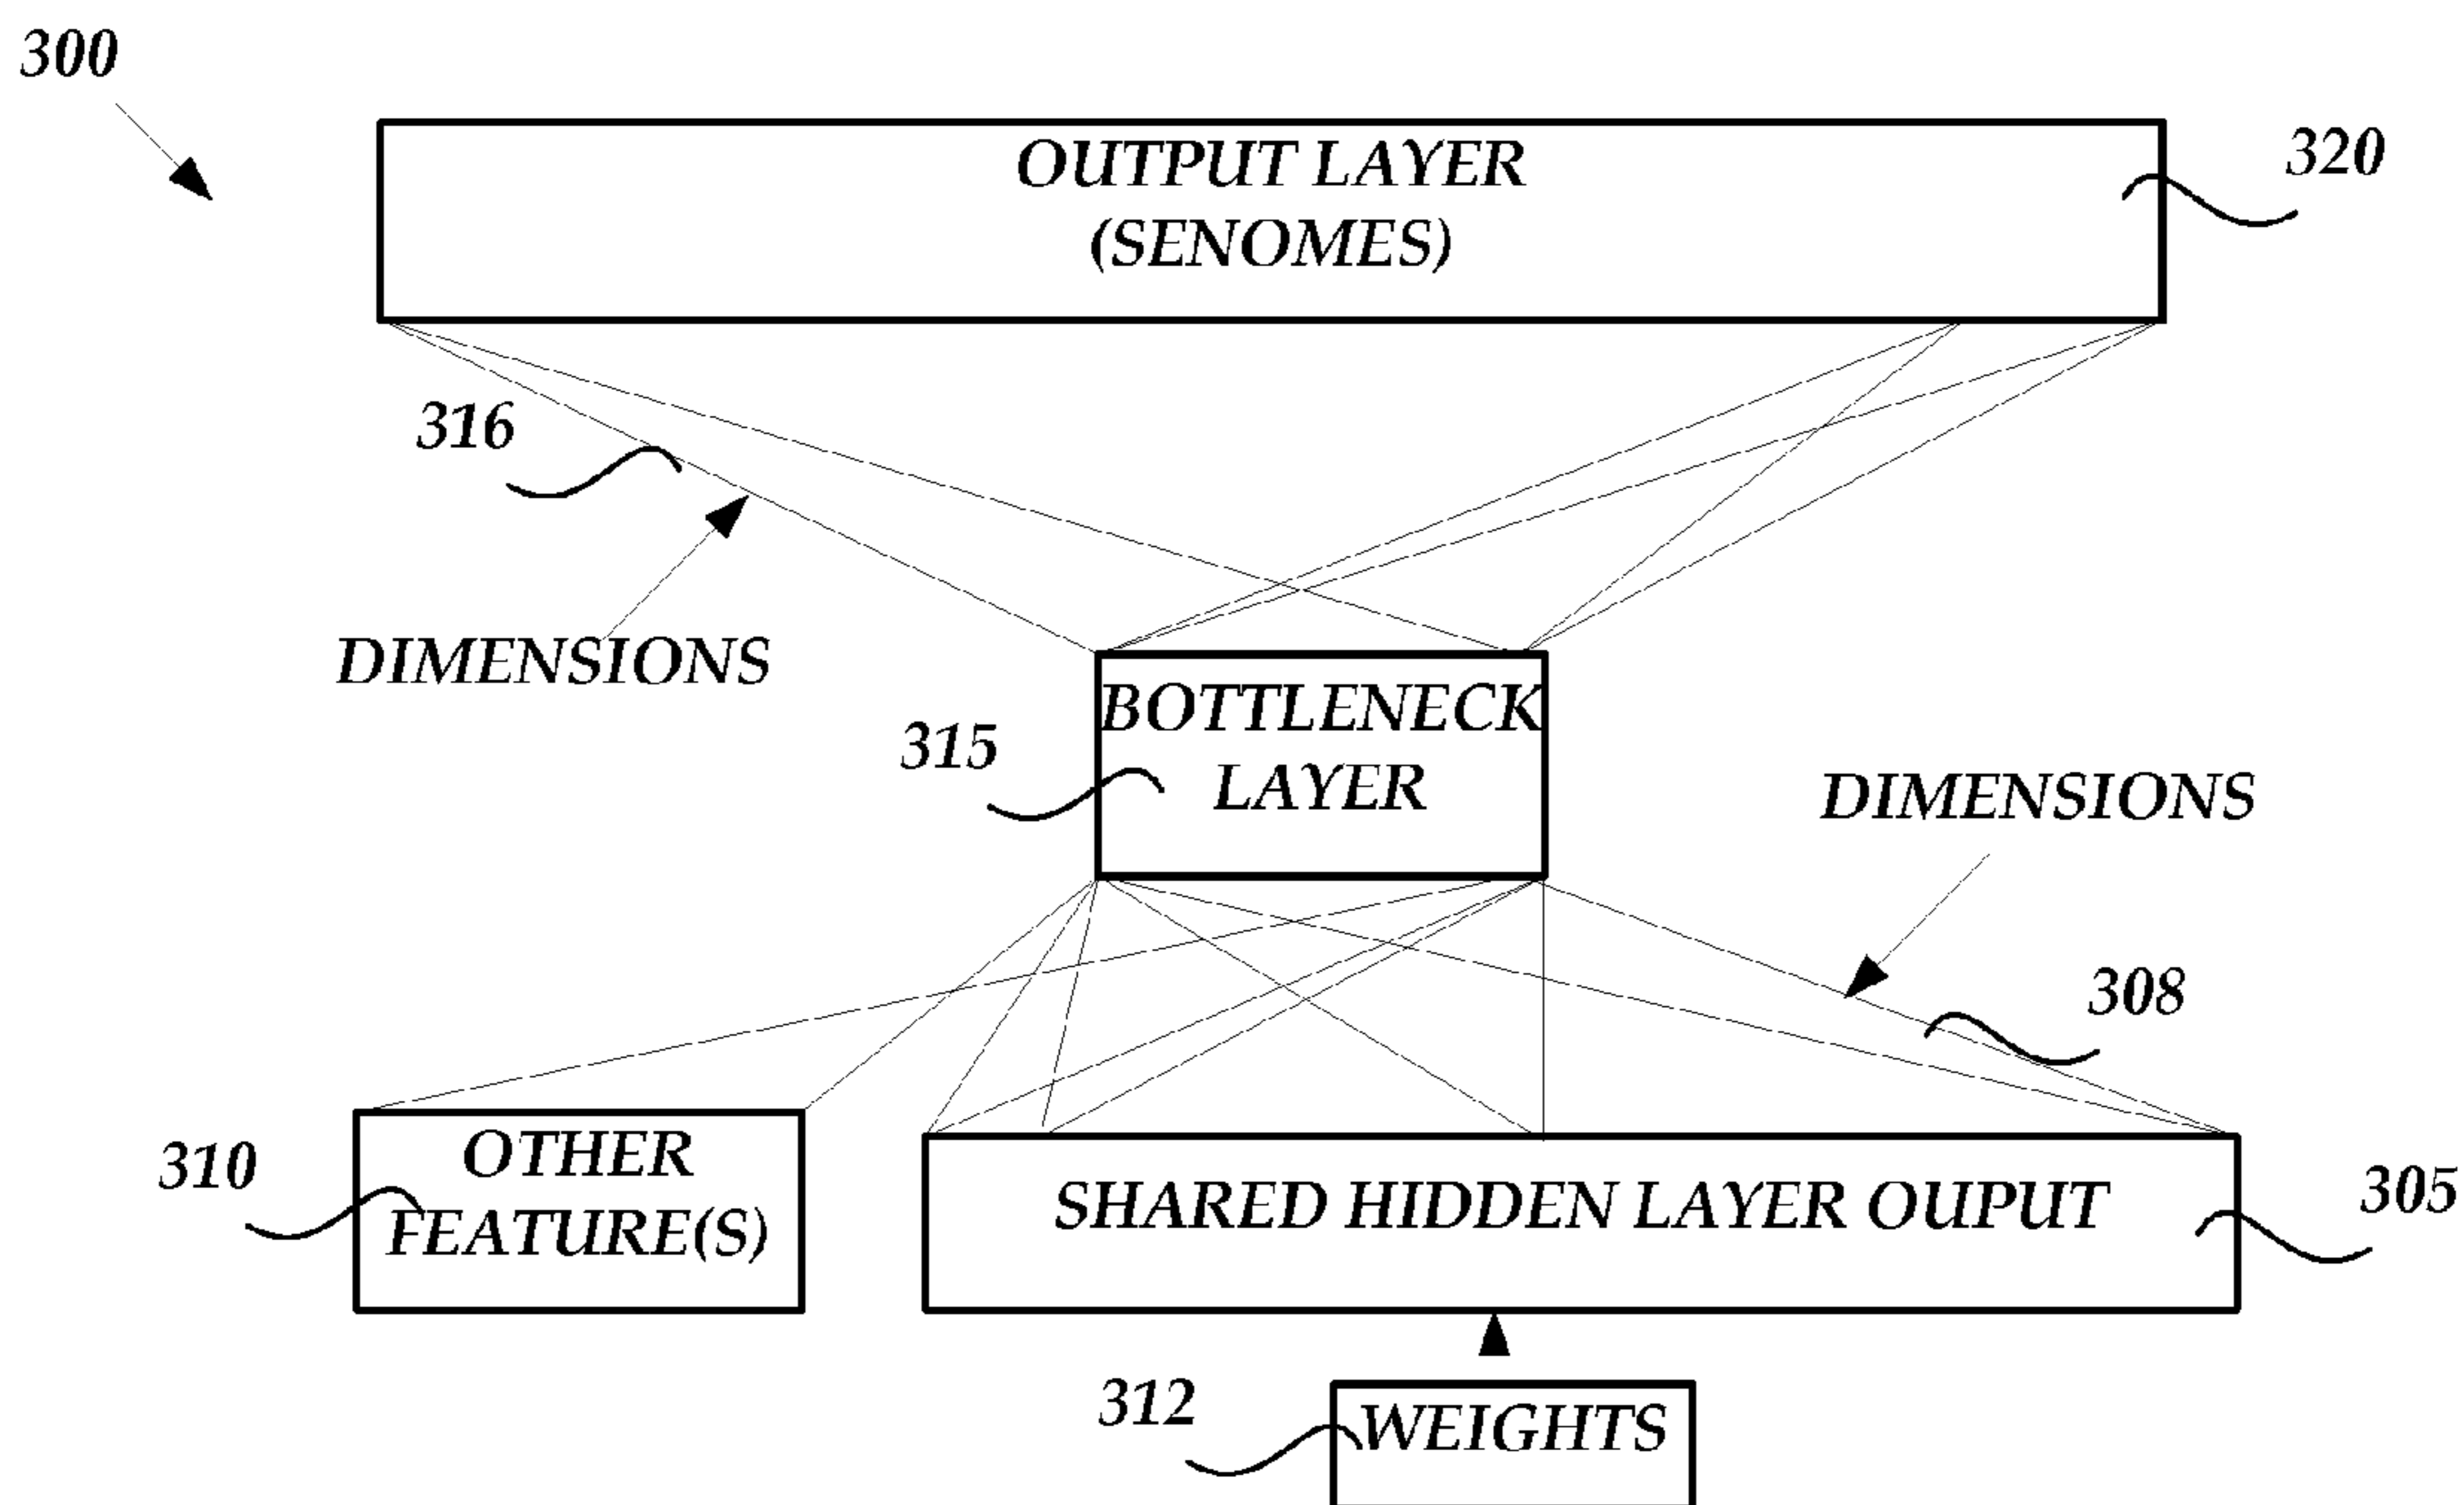 300
OUTPUT LAYER
(SENOMES)
320
316
DIMENSIONS
BOTTLENECK
LAYER
315
DIMENSIONS
308
OTHER
FEATURE(S)
310
SHARED HIDDEN LAYER OUPUT
305
312
WEIGHTS